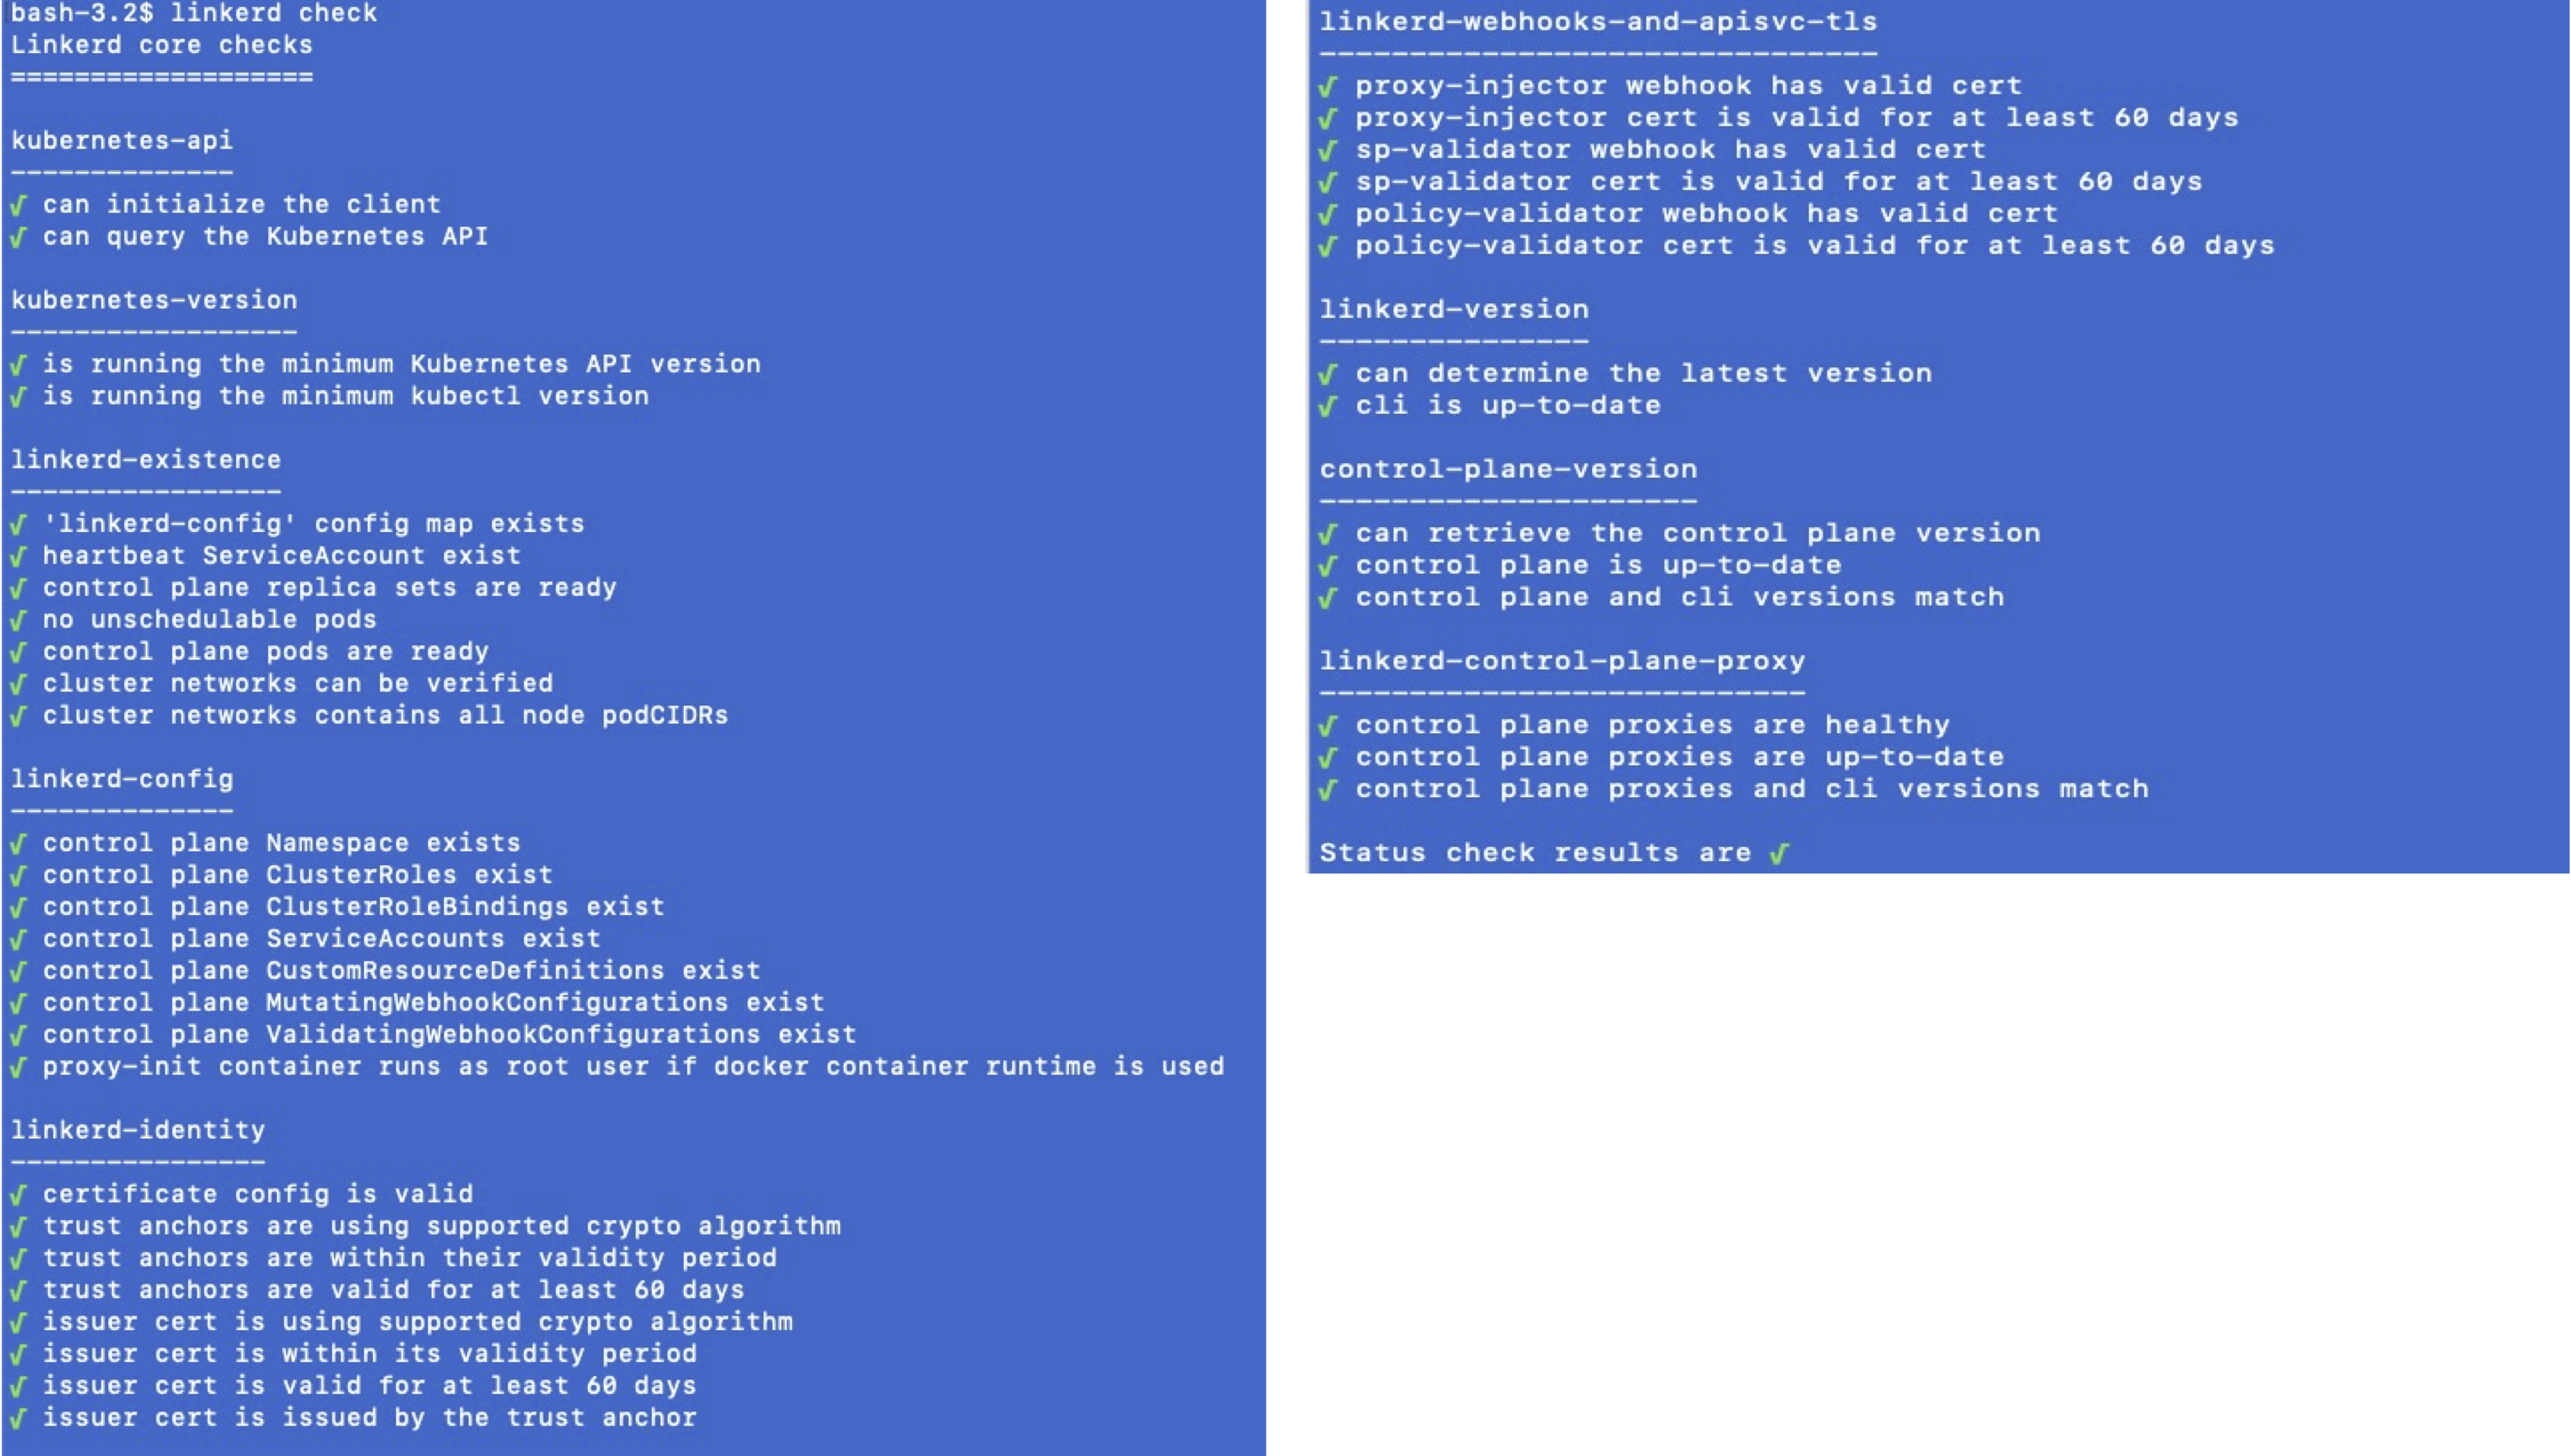 bash-3.2$ linkerd check
Linkerd core checks
===================
kubernetes-api
--------------
√ can initialize the client
√ can query the Kubernetes API
kubernetes-version
------------------
√ is running the minimum Kubernetes API version
√ is running the minimum kubectl version
linkerd-existence
-----------------
√ 'linkerd-config' config map exists
√ heartbeat ServiceAccount exist
√ control plane replica sets are ready
√ no unschedulable pods
√ control plane pods are ready
√ cluster networks can be verified
√ cluster networks contains all node podCIDRs
linkerd-config
--------------
√ control plane Namespace exists
√ control plane ClusterRoles exist
√ control plane ClusterRoleBindings exist
√ control plane ServiceAccounts exist
√ control plane CustomResourceDefinitions exist
√ control plane MutatingWebhookConfigurations exist
√ control plane ValidatingWebhookConfigurations exist
√ proxy-init container runs as root user if docker container runtime is used
linkerd-identity
----------------
√ certificate config is valid
√ trust anchors are using supported crypto algorithm
√ trust anchors are within their validity period
√ trust anchors are valid for at least 60 days
√ issuer cert is using supported crypto algorithm
√ issuer cert is within its validity period
√ issuer cert is valid for at least 60 days
√ issuer cert is issued by the trust anchor
linkerd-webhooks-and-apisvc-tls
-------------------------------
√ proxy-injector webhook has valid cert
√ proxy-injector cert is valid for at least 60 days
√ sp-validator webhook has valid cert
√ sp-validator cert is valid for at least 60 days
√ policy-validator webhook has valid cert
√ policy-validator cert is valid for at least 60 days
linkerd-version
---------------
√ can determine the latest version
√ cli is up-to-date
control-plane-version
---------------------
√ can retrieve the control plane version
√ control plane is up-to-date
√ control plane and cli versions match
linkerd-control-plane-proxy
---------------------------
√ control plane proxies are healthy
√ control plane proxies are up-to-date
√ control plane proxies and cli versions match
Status check results are √